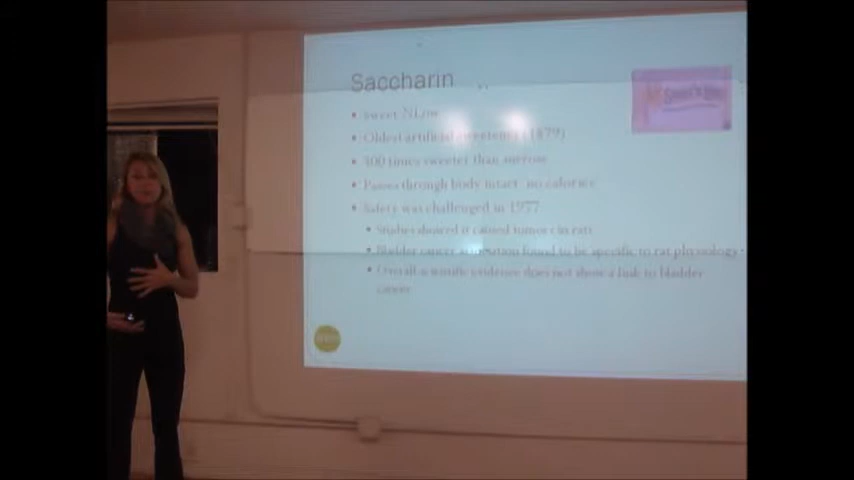 Saccharin
• Sweet N Low
• Oldest artificial sweetener (1879)
• 300 times sweeter than sucrose
• Passes through body intact no calories
• Safety was challenged in 1977
• Studies showed it caused tumors in rats
• Bladder cancer found to be specific to rat physiology
• Overall scientific evidence does not show a link to bladder
cancer
Sweet'N Low